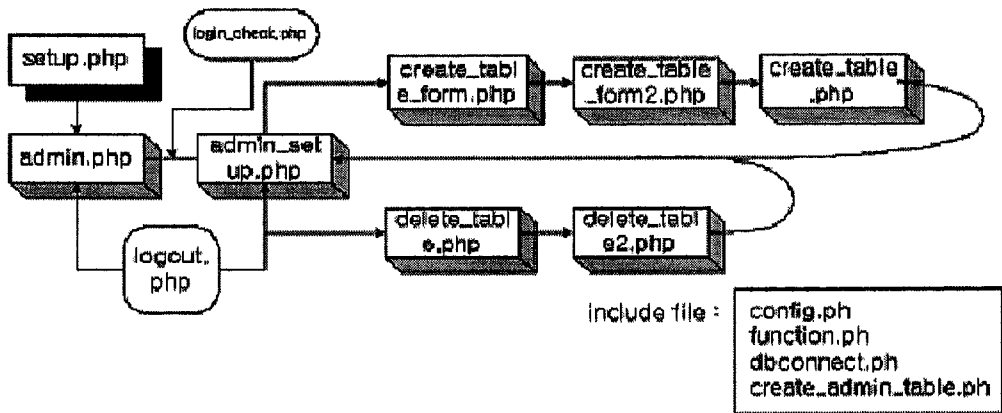 login_check.php
setup.php
create_tabl
e_form.php
create_table
_form2.php
create_table
.php
admin.php
admin_set
up.php
delete_tabl
e.php
delete_tabl
e2.php
logout.
php
include file :
config.ph
function.ph
dbconnect.ph
create_admin_table.ph